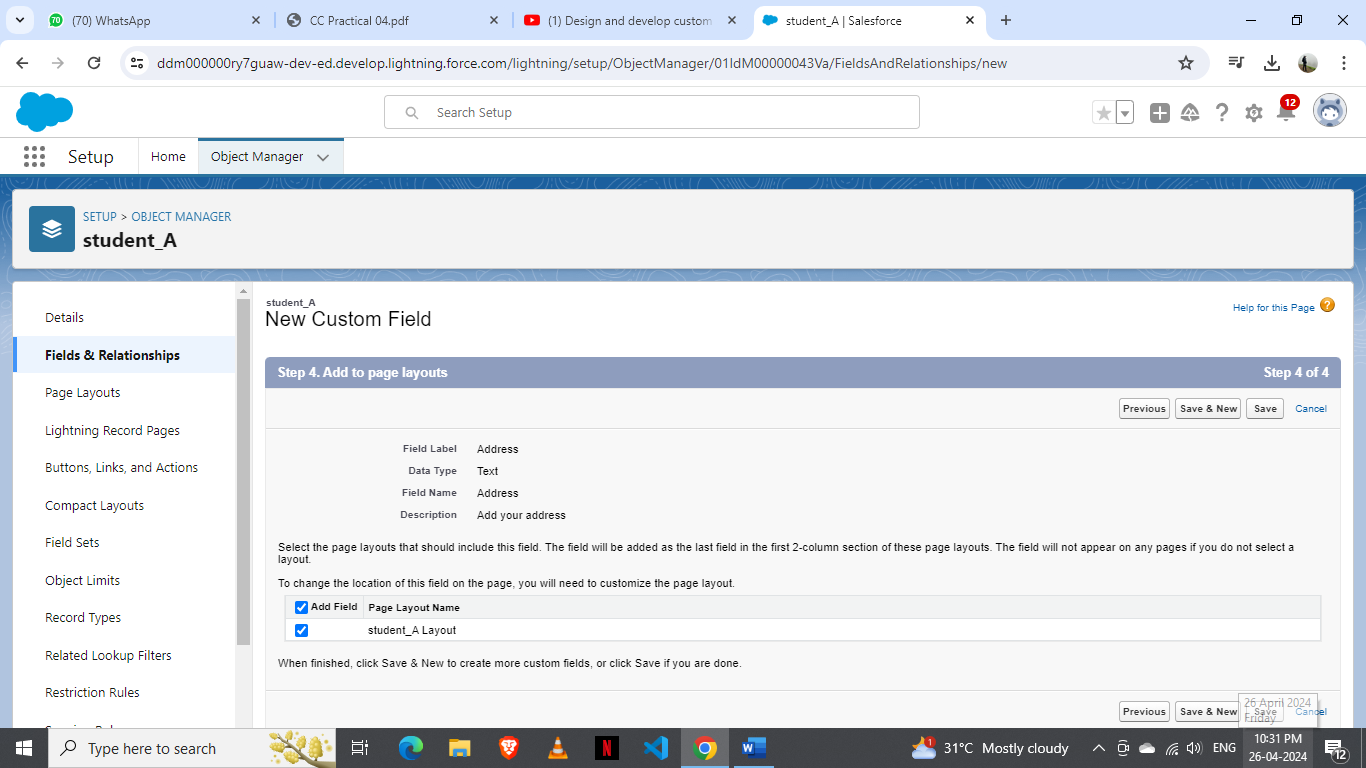 (70) WhatsApp
CC Practical 04.pdf
(1) Design and develop custom
student_A | Salesforce
ddm000000ry7guaw-dev-ed.develop.lightning.force.com/lightning/setup/ObjectManager/01IdM00000043Va/FieldsAndRelationships/new
Search Setup
12
Setup
Home
Object Manager
SETUP > OBJECT MANAGER
student_A
Details
Fields & Relationships
Page Layouts
Lightning Record Pages
Buttons, Links, and Actions
Compact Layouts
Field Sets
Object Limits
Record Types
Related Lookup Filters
Restriction Rules
student_A
New Custom Field
Help for this Page ?
Step 4. Add to page layouts
Step 4 of 4
Previous Save & New Save Cancel
Field Label Address
Data Type Text
Field Name Address
Description Add your address
Select the page layouts that should include this field. The field will be added as the last field in the first 2-column section of these page layouts. The field will not appear on any pages if you do not select a
layout.
To change the location of this field on the page, you will need to customize the page layout.
Add Field Page Layout Name
student_A Layout
When finished, click Save & New to create more custom fields, or click Save if you are done.
Previous Save & New Save Cancel
26 April 2024
Friday
Type here to search
31°C Mostly cloudy
ENG
10:31 PM
26-04-2024
12